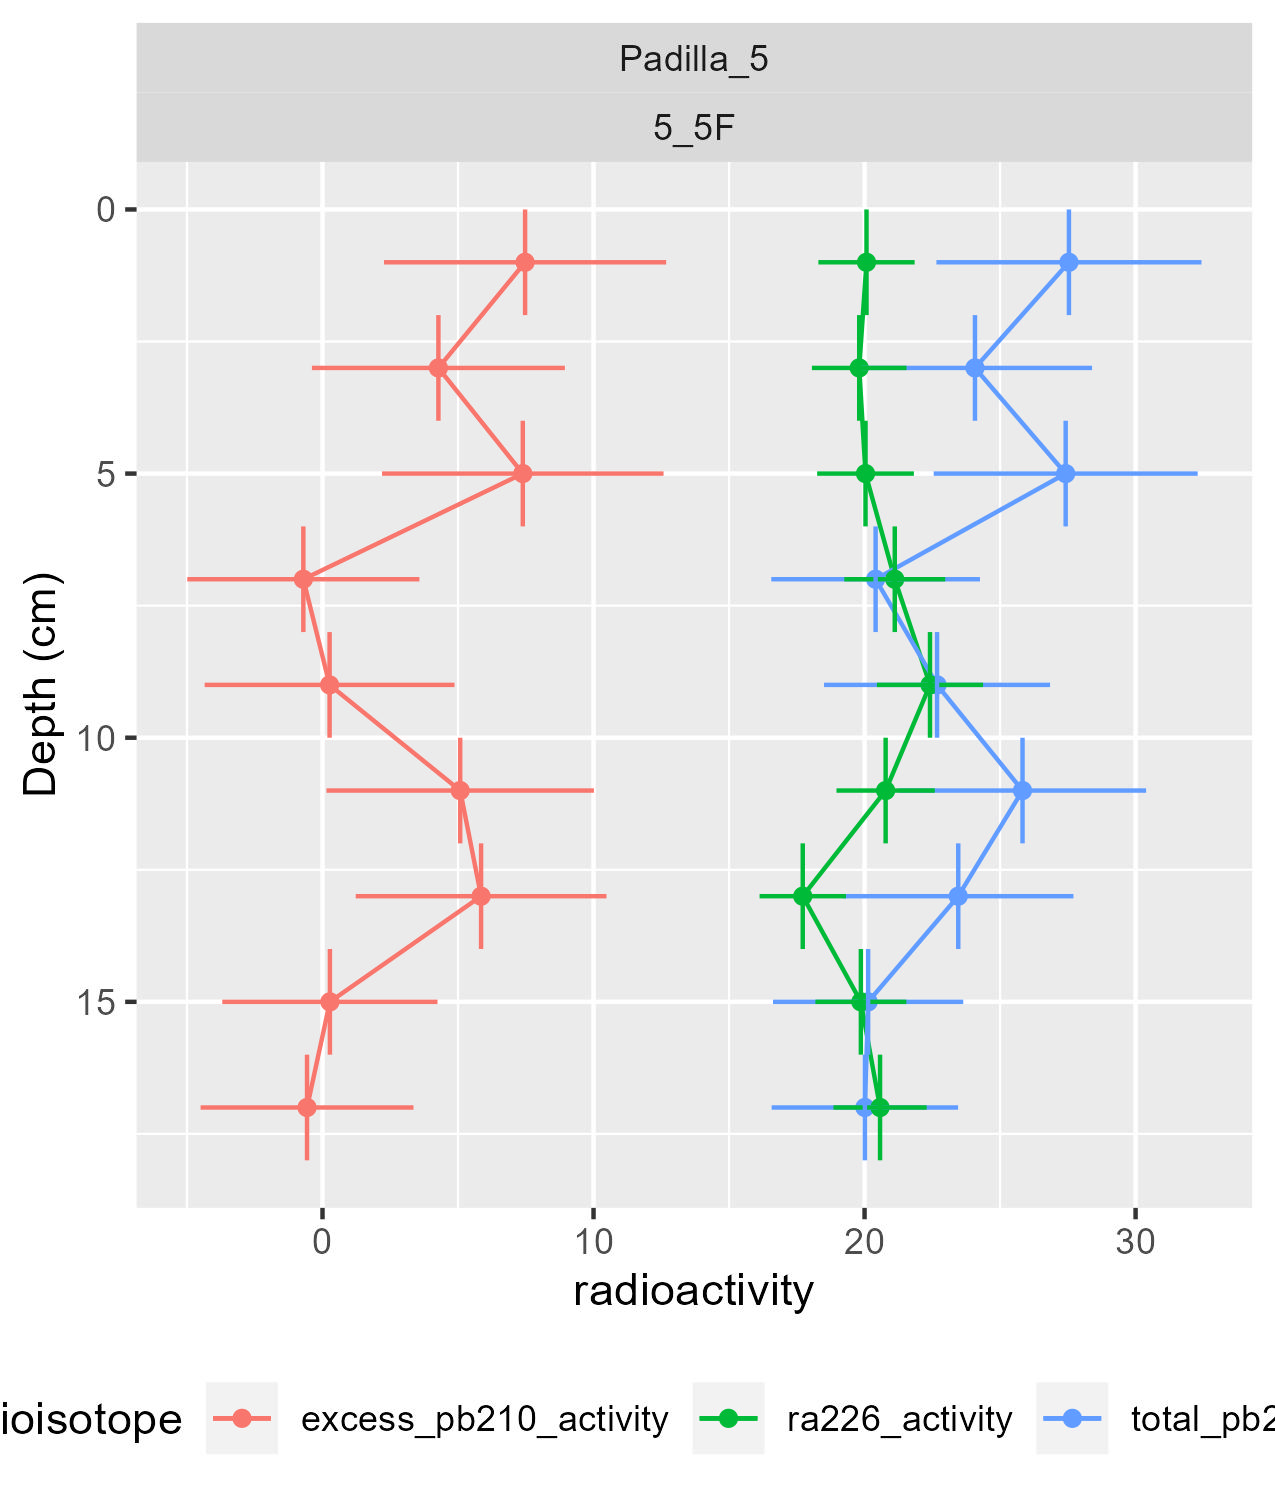 Padilla_5
5_5F
0
5
10
15
Depth (cm)
0 10 20 30
radioactivity
ioisotope excess_pb210_activity ra226_activity total_pb2